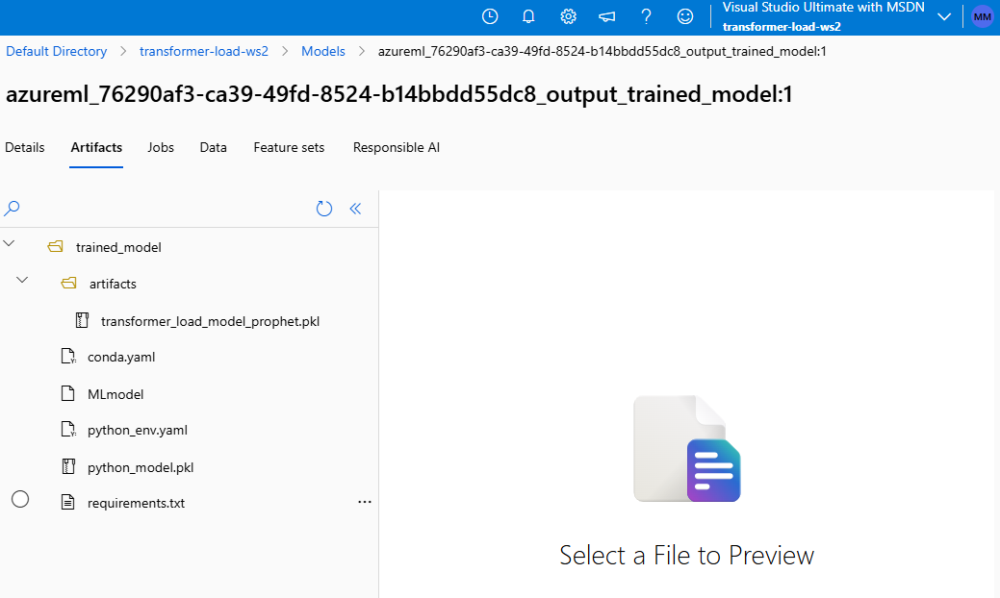 Visual Studio Ultimate with MSDN
transformer-load-ws2
MM
Default Directory > transformer-load-ws2 > Models > azureml_76290af3-ca39-49fd-8524-b14bbdd55dc8_output_trained_model:1
azureml_76290af3-ca39-49fd-8524-b14bbdd55dc8_output_trained_model:1
Details Artifacts Jobs Data Feature sets Responsible AI
trained_model
artifacts
transformer_load_model_prophet.pkl
conda.yaml
MLmodel
python_env.yaml
python_model.pkl
requirements.txt
Select a File to Preview